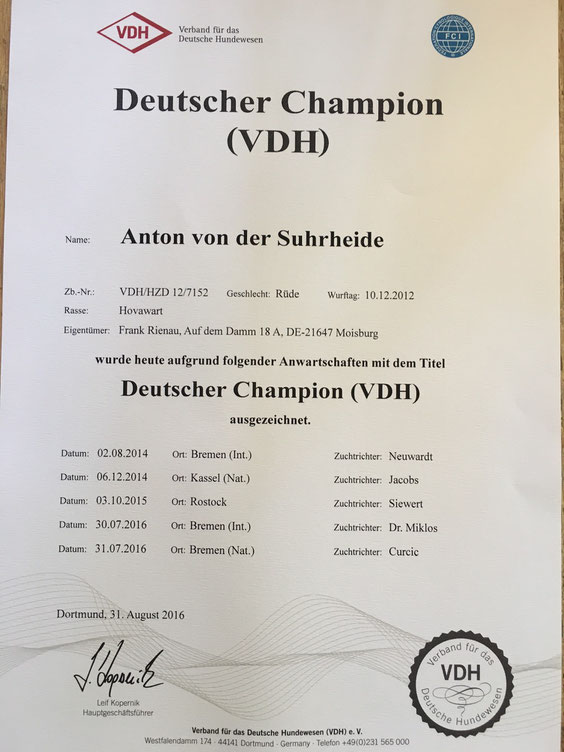 VDH Verband für das
Deutsche Hundewesen
FCI
Deutscher Champion
(VDH)
Name: Anton von der Suhrheide
Zb.-Nr.: VDH/HZD 12/7152 Geschlecht: Rüde Wurftag: 10.12.2012
Rasse: Hovawart
Eigentümer: Frank Rienau, Auf dem Damm 18 A, DE-21647 Moisburg
wurde heute aufgrund folgender Anwartschaften mit dem Titel
Deutscher Champion (VDH)
ausgezeichnet.
Datum: 02.08.2014 Ort: Bremen (Int.) Zuchtrichter: Neuwardt
Datum: 06.12.2014 Ort: Kassel (Nat.) Zuchtrichter: Jacobs
Datum: 03.10.2015 Ort: Rostock Zuchtrichter: Siewert
Datum: 30.07.2016 Ort: Bremen (Int.) Zuchtrichter: Dr. Miklos
Datum: 31.07.2016 Ort: Bremen (Nat.) Zuchtrichter: Curcic
Dortmund, 31. August 2016
Leif Kopernik
Hauptgeschäftsführer
Verband für das
VDH
Deutsche Hundewesen
Verband für das Deutsche Hundewesen (VDH) e. V.
Westfalendamm 174 · 44141 Dortmund · Germany · Telefon +49(0)231 565 000